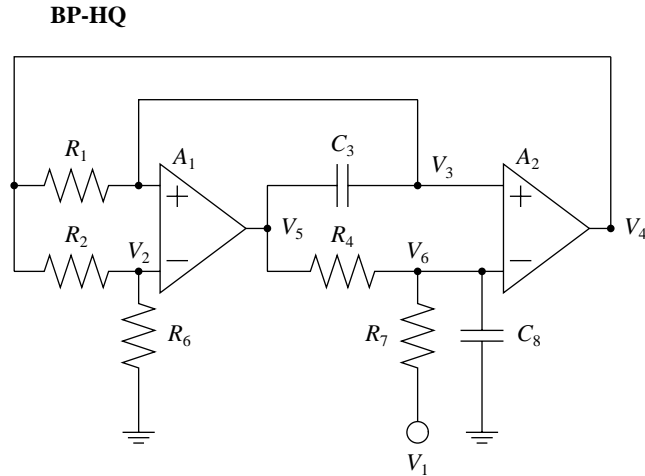 BP-HQ
R1
A1
+
−
R2
V2
R6
C3
V3
V5
R4
V6
R7
V1
A2
+
−
C8
V4